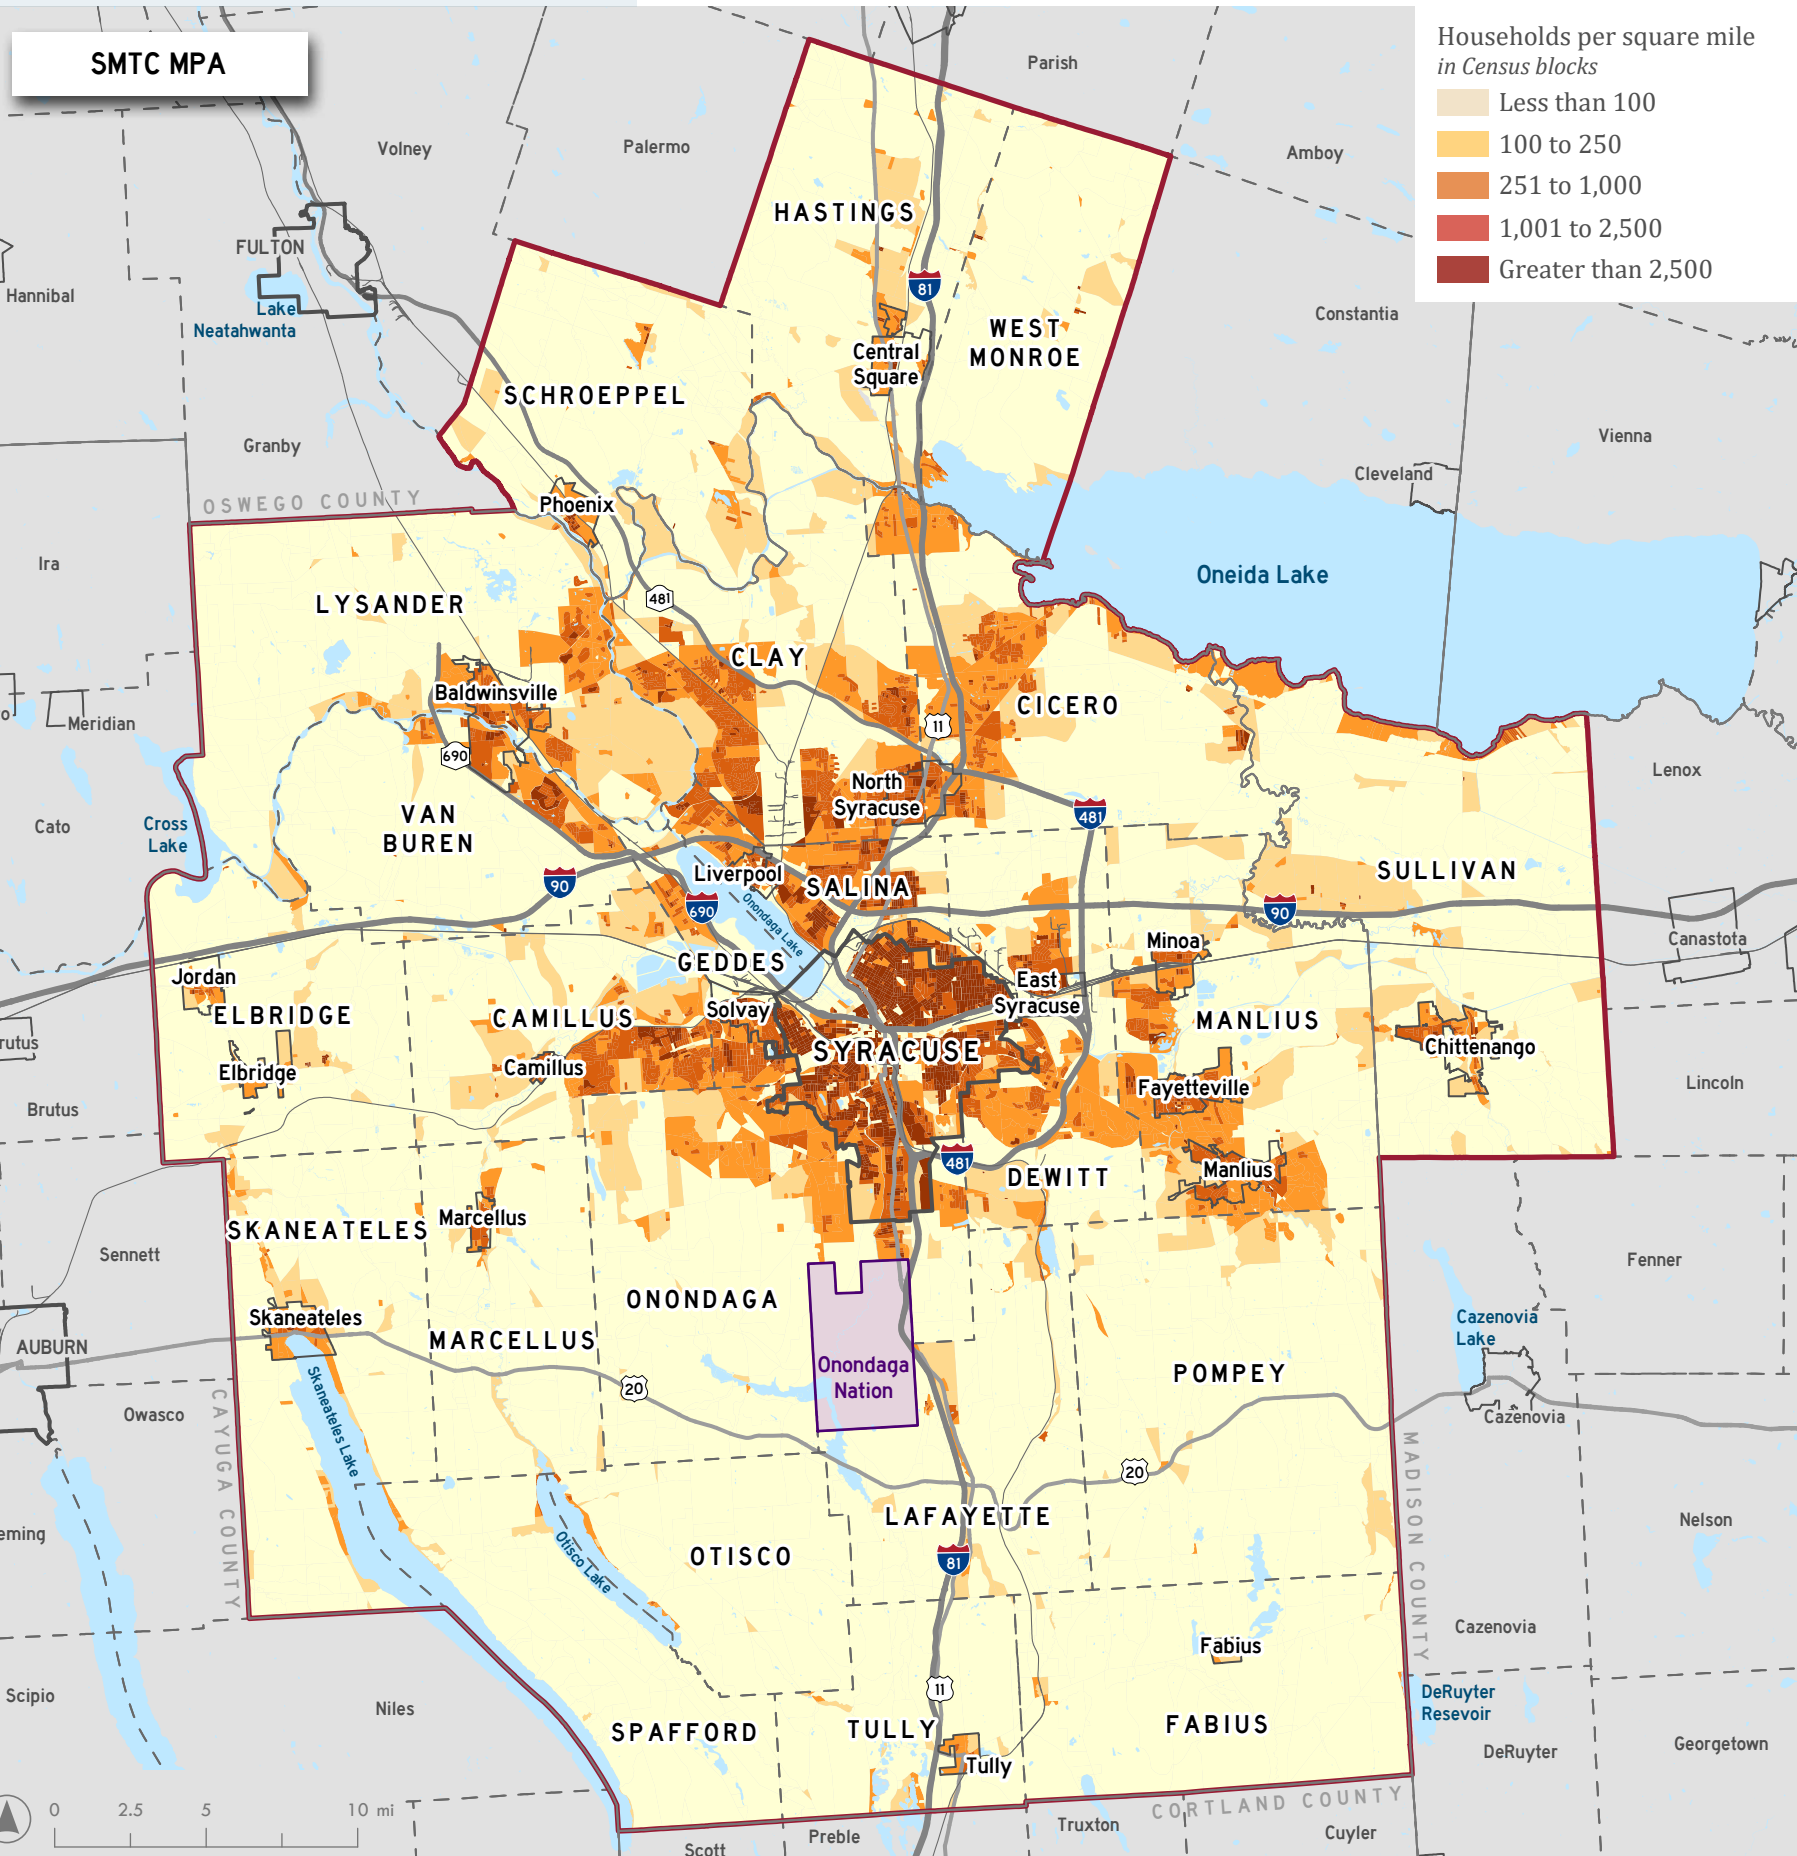 SMTC MPA
Households per square mile
in Census blocks
Less than 100
100 to 250
251 to 1,000
1,001 to 2,500
Greater than 2,500
Parish
Volney
Palermo
Amboy
HASTINGS
FULTON
Hannibal
Lake
Neatahwanta
81
Constantia
WEST
MONROE
Central
Square
SCHROEPPEL
Granby
Vienna
Cleveland
OSWEGO COUNTY
Phoenix
Ira
Oneida Lake
LYSANDER
481
CLAY
Baldwinsville
CICERO
Meridian
11
690
Lenox
North
Syracuse
VAN
BUREN
481
Cato
Cross
Lake
Liverpool
SALINA
SULLIVAN
90
690
90
Onondaga Lake
Minoa
Canastota
GEDDES
Jordan
East
Syracuse
Solvay
ELBRIDGE
CAMILLUS
MANLIUS
rutus
SYRACUSE
Chittenango
Camillus
Elbridge
Fayetteville
Lincoln
Brutus
481
Manlius
DEWITT
Marcellus
SKANEATELES
Sennett
Fenner
ONONDAGA
Skaneateles
Cazenovia
Lake
MARCELLUS
AUBURN
Onondaga
Nation
POMPEY
20
Owasco
Cazenovia
CAYUGA COUNTY
Skaneateles Lake
MADISON COUNTY
20
LAFAYETTE
Nelson
eming
OTISCO
Otisco Lake
81
Cazenovia
Fabius
Scipio
Niles
11
DeRuyter
Resevoir
SPAFFORD
TULLY
FABIUS
DeRuyter
Georgetown
Tully
CORTLAND COUNTY
0 2.5 5 10 mi
Truxton
Cuyler
Preble
Scott